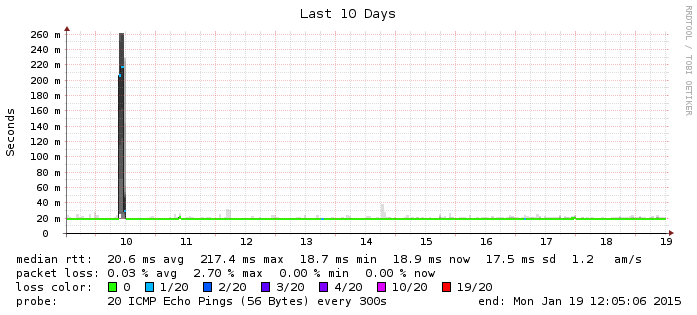 Last 10 Days
RRDTOOL / TOBI OETIKER
Seconds
260 m
240 m
220 m
200 m
180 m
160 m
140 m
120 m
100 m
80 m
60 m
40 m
20 m
0
10 11 12 13 14 15 16 17 18 19
median rtt: 20.6 ms avg 217.4 ms max 18.7 ms min 18.9 ms now 17.5 ms sd 1.2 am/s
packet loss: 0.03 % avg 2.70 % max 0.00 % min 0.00 % now
loss color: 0 1/20 2/20 3/20 4/20 10/20 19/20
probe: 20 ICMP Echo Pings (56 Bytes) every 300s end: Mon Jan 19 12:05:06 2015